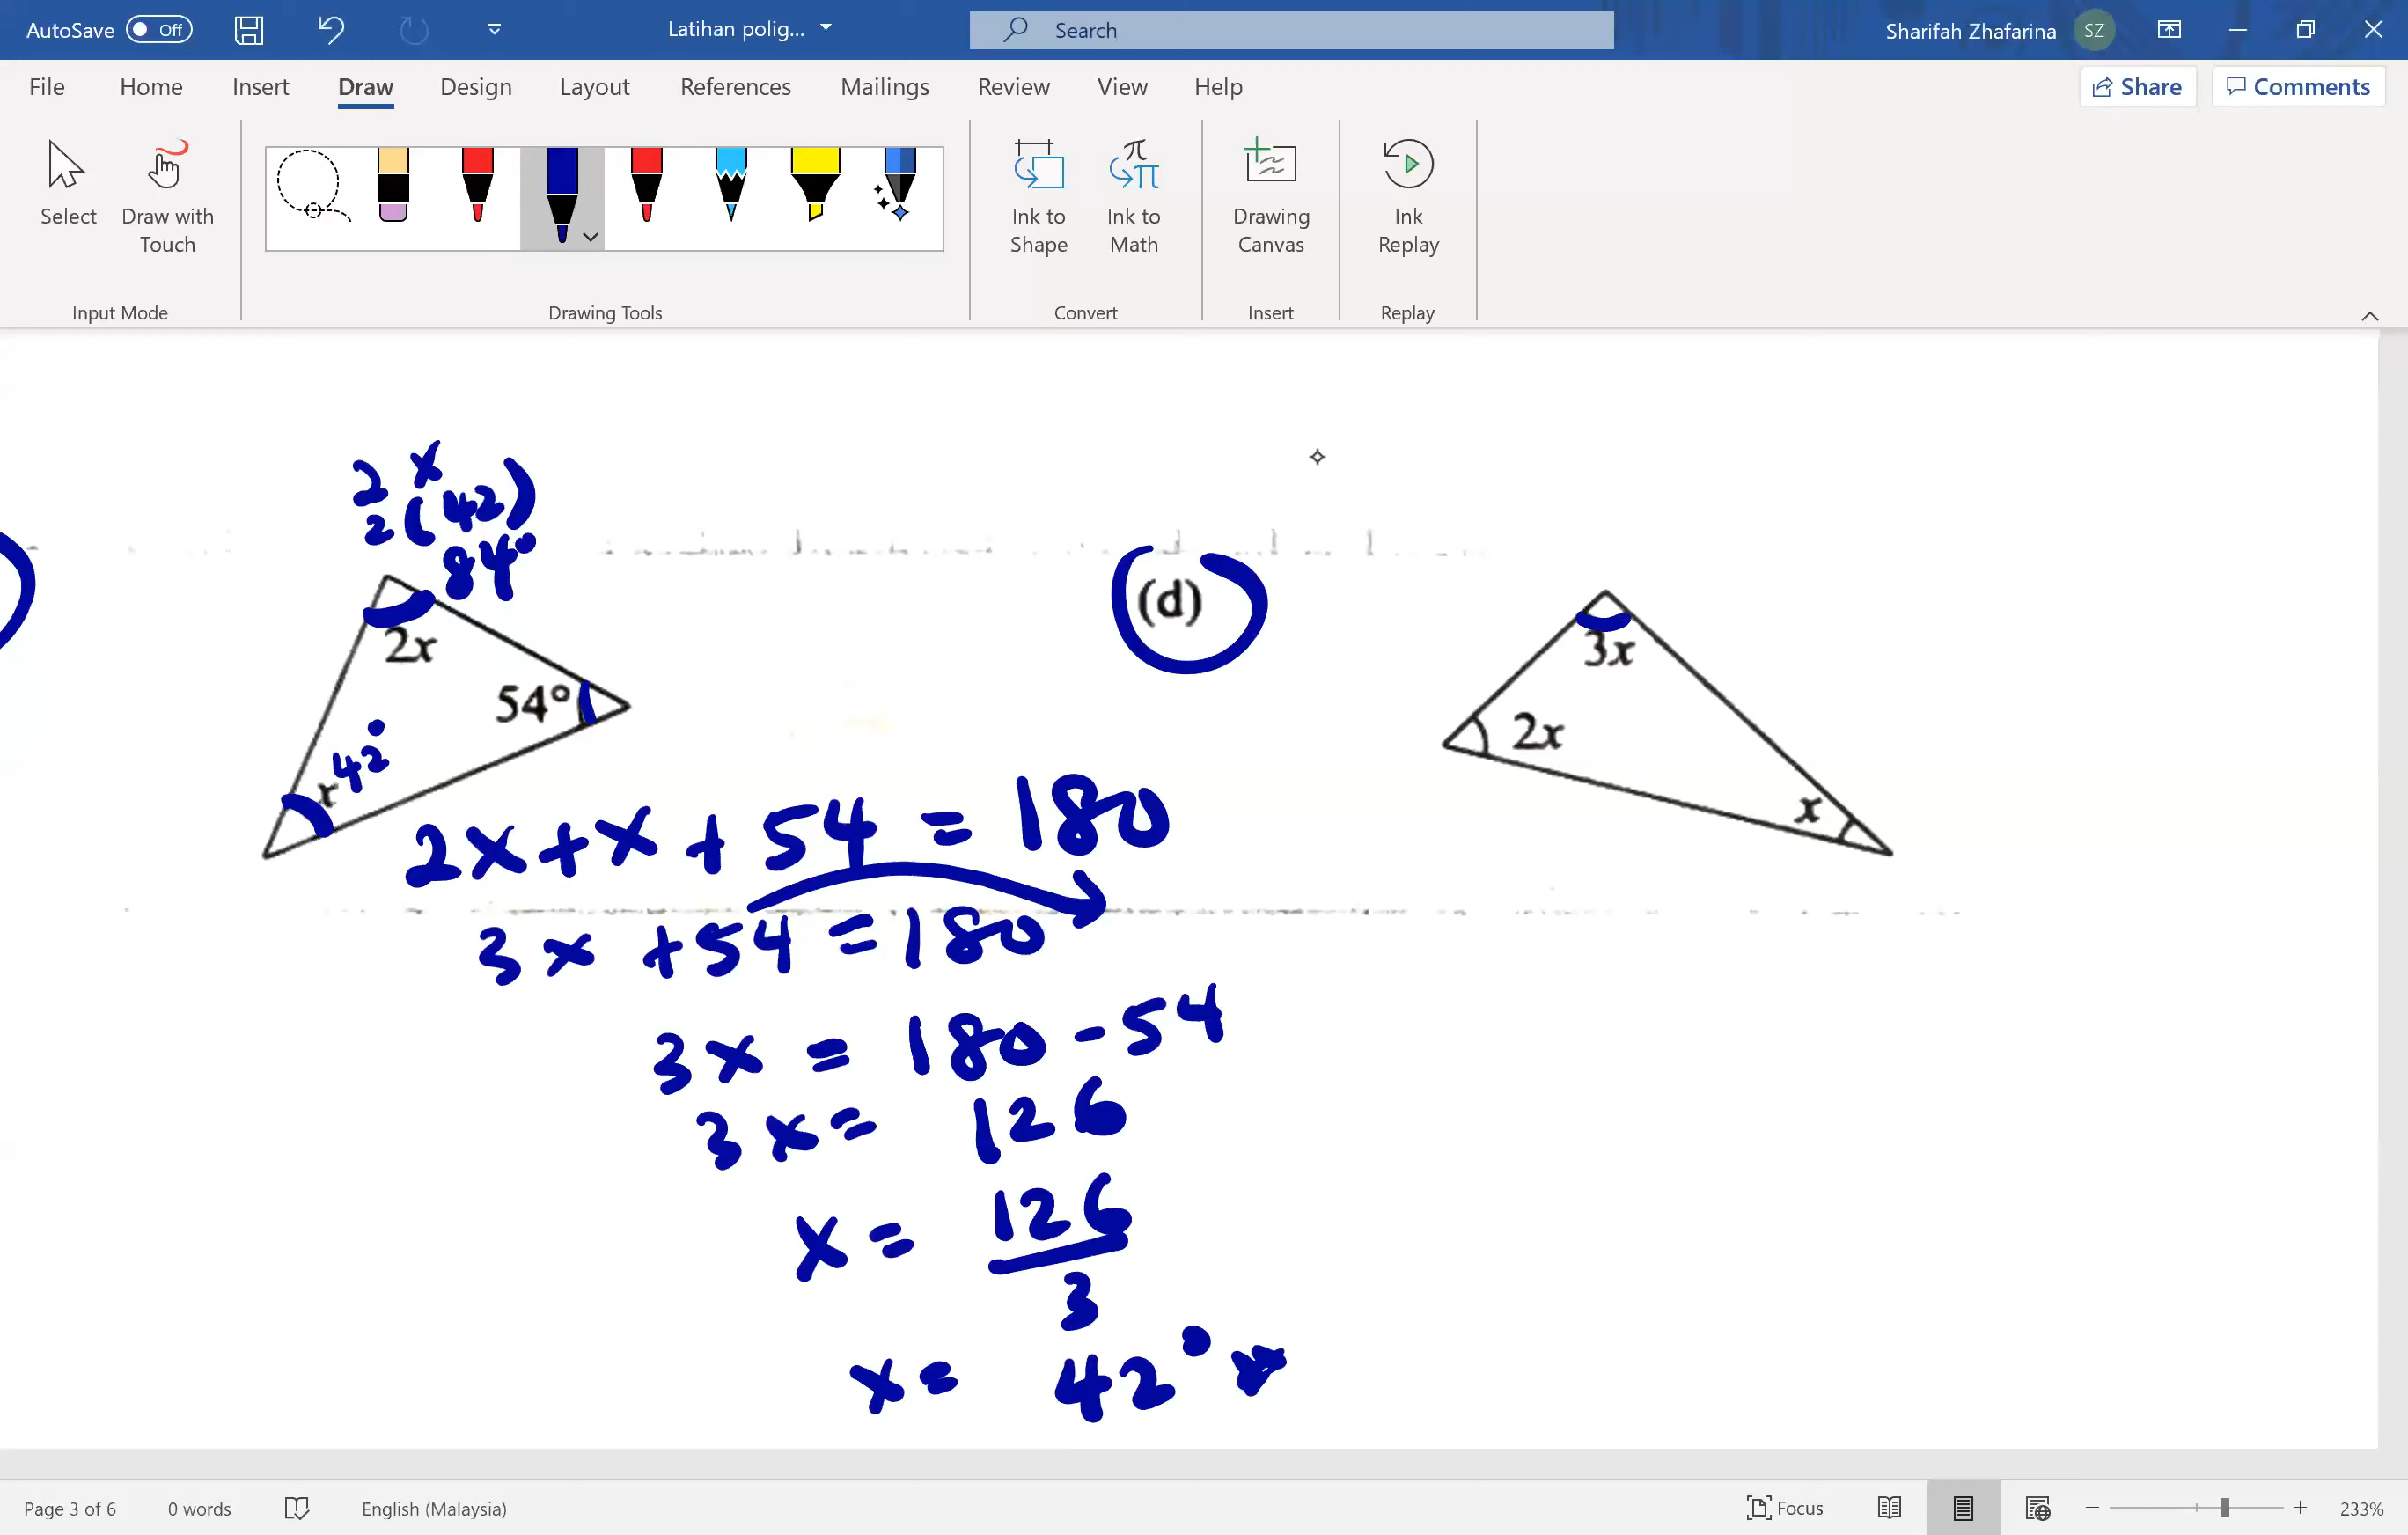 AutoSave Off
Latihan polig...
Search
Sharifah Zhafarina SZ
File Home Insert Draw Design Layout References Mailings Review View Help
Share Comments
Select
Draw with Touch
Ink to Shape
Ink to Math
Drawing Canvas
Ink Replay
Input Mode Drawing Tools Convert Insert Replay
2x
2(42)
84°
2x
54°
x 42°
(d)
3x
2x
x
2x + x + 54 = 180
3x + 54 = 180
3x = 180 - 54
3x = 126
x = 126
3
x = 42°
Page 3 of 6 0 words English (Malaysia)
Focus 233%